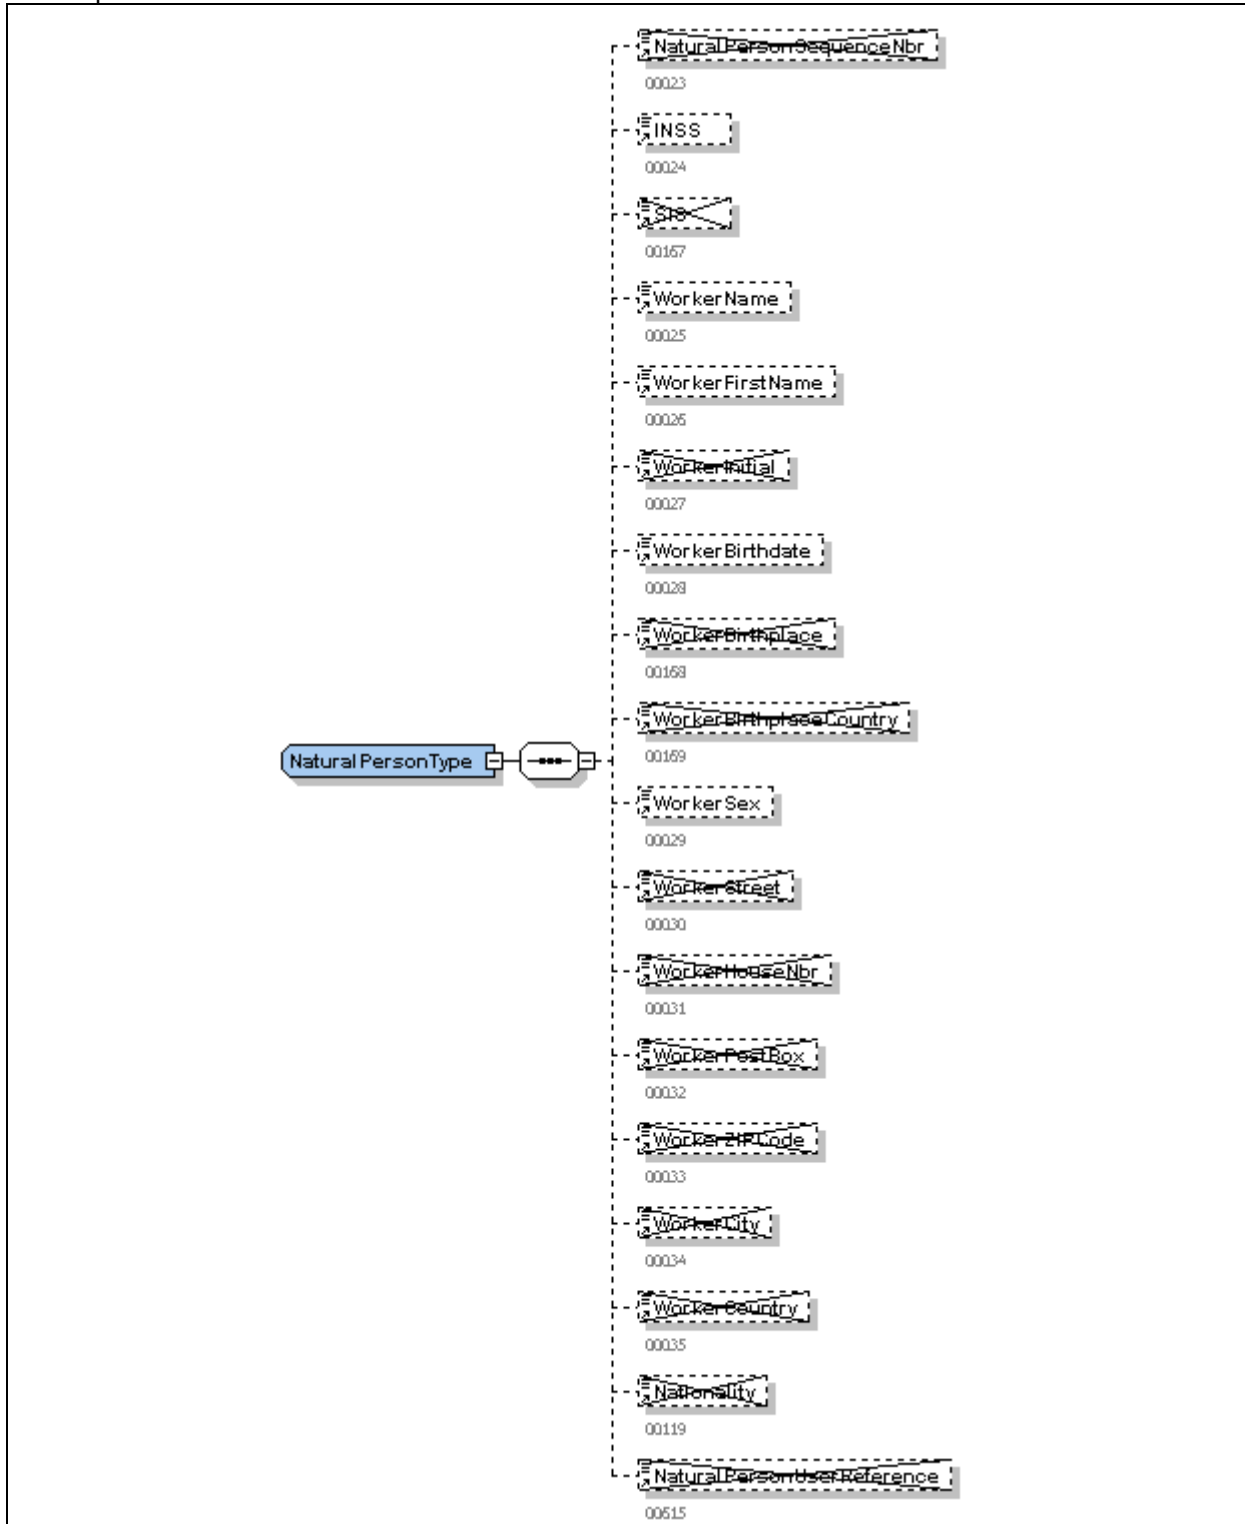 NaturalPersonSequenceNbr
00023
INSS
00024
SIS
00167
WorkerName
00025
WorkerFirstName
00026
WorkerInitial
00027
WorkerBirthdate
00028
WorkerBirthplace
00168
WorkerBirthplaceCountry
00169
NaturalPersonType
WorkerSex
00029
WorkerStreet
00030
WorkerHouseNbr
00031
WorkerPostBox
00032
WorkerZIPCode
00033
WorkerCity
00034
WorkerCountry
00035
Nationality
00119
NaturalPersonUserReference
00615